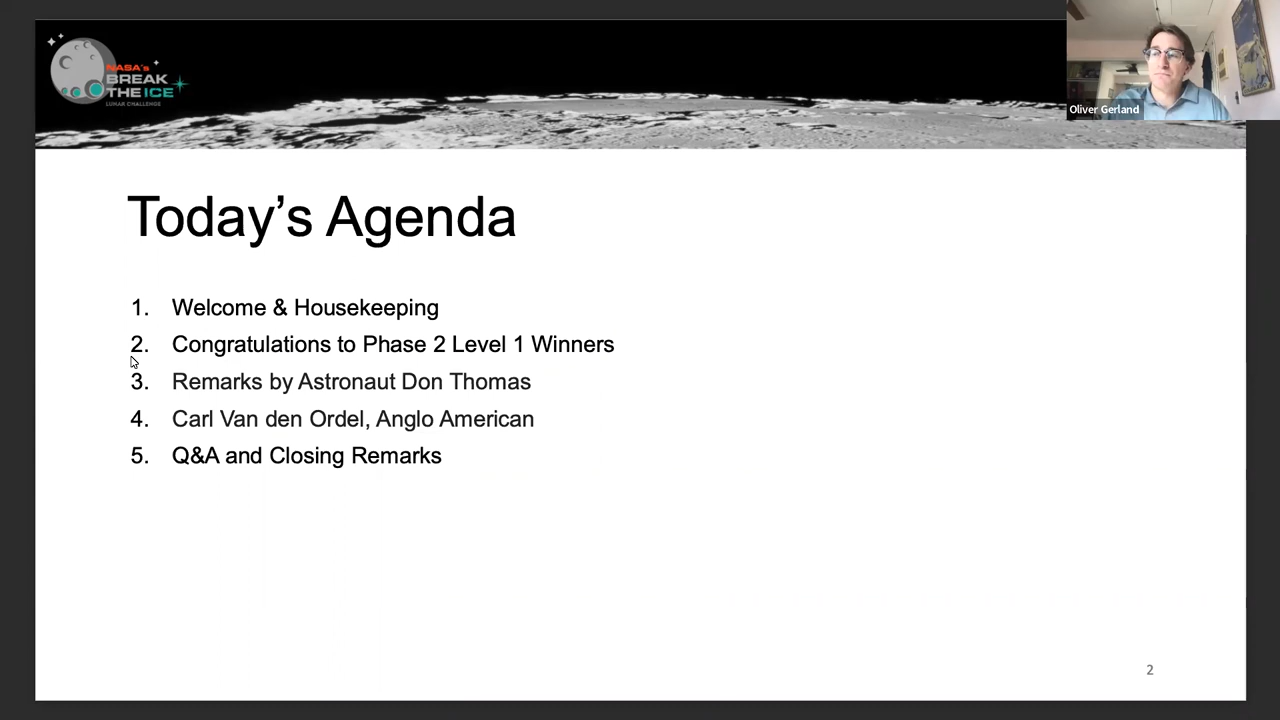 NASA's
BREAK
THE ICE
LUNAR CHALLENGE
Oliver Gerland
Today’s Agenda
1. Welcome & Housekeeping
2. Congratulations to Phase 2 Level 1 Winners
3. Remarks by Astronaut Don Thomas
4. Carl Van den Ordel, Anglo American
5. Q&A and Closing Remarks
2